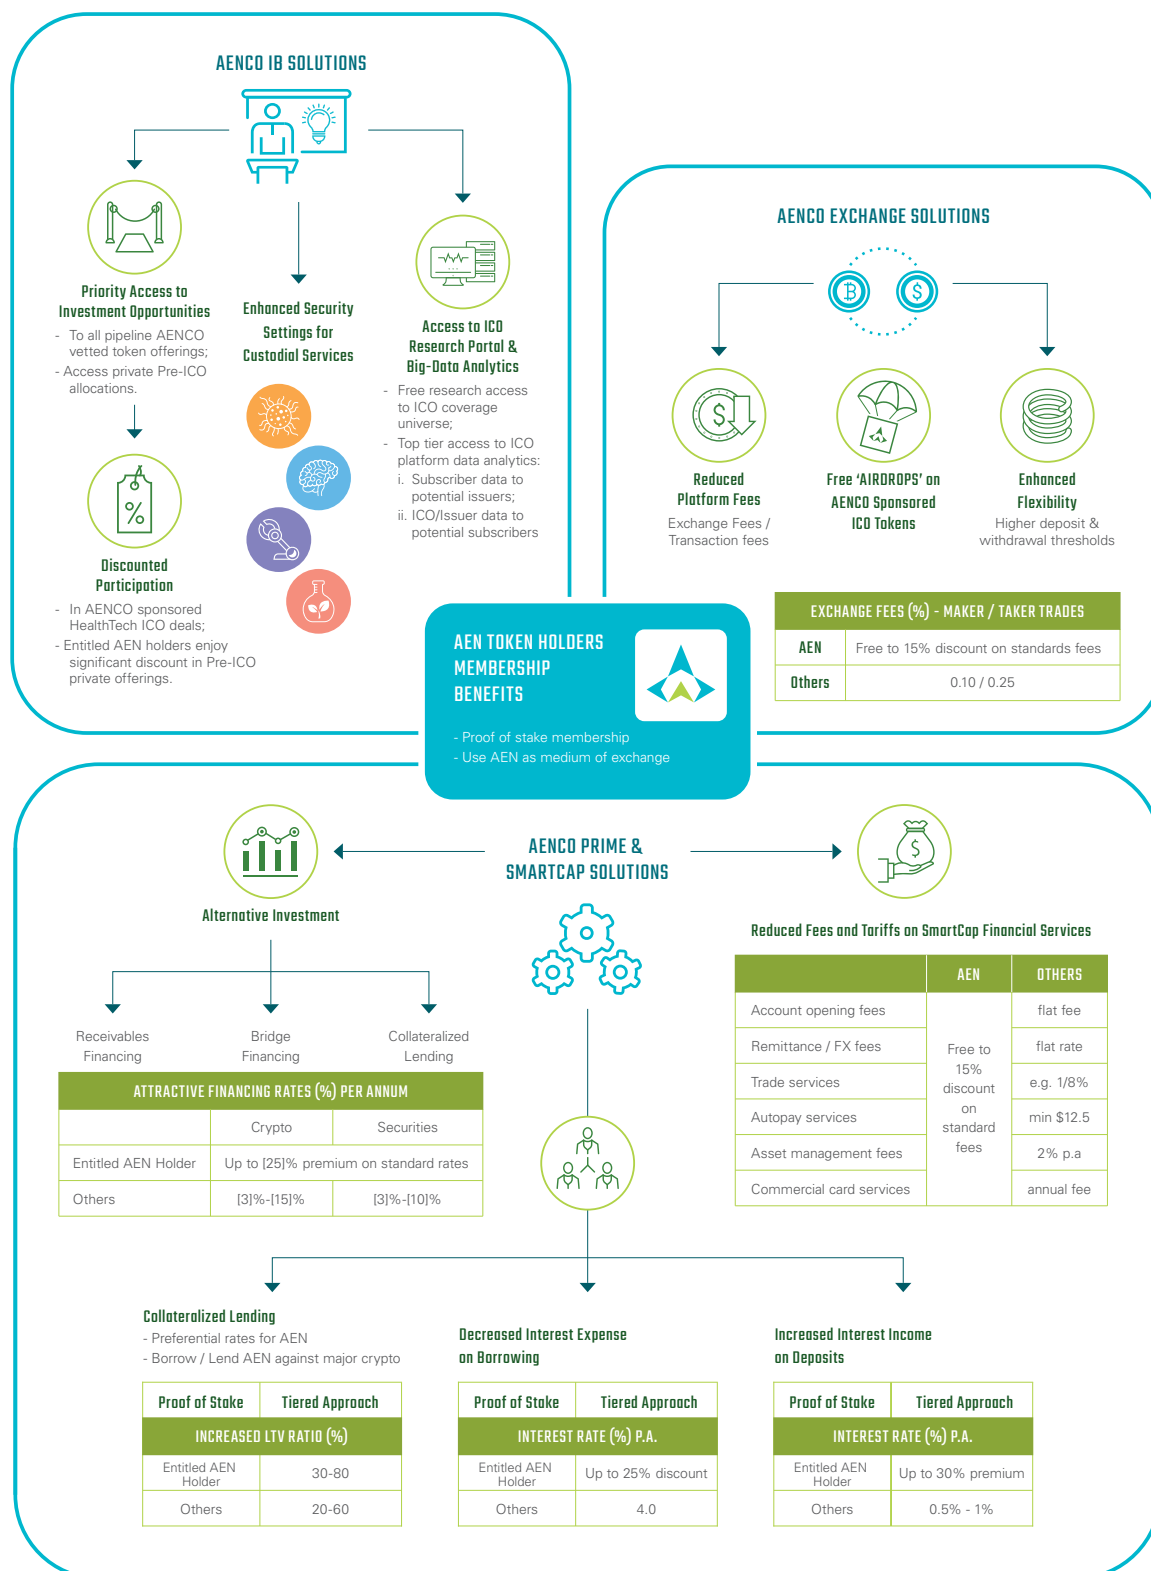 AENCO IB SOLUTIONS
Priority Access to
Investment Opportunities
- To all pipeline AENCO
vetted token offerings;
- Access private Pre-ICO
allocations.
Discounted
Participation
- In AENCO sponsored
HealthTech ICO deals;
- Entitled AEN holders enjoy
significant discount in Pre-ICO
private offerings.
Enhanced Security
Settings for
Custodial Services
Access to ICO
Research Portal &
Big-Data Analytics
- Free research access
to ICO coverage
universe;
- Top tier access to ICO
platform data analytics:
i. Subscriber data to
potential issuers;
ii. ICO/Issuer data to
potential subscribers
AENCO EXCHANGE SOLUTIONS
Reduced
Platform Fees
Exchange Fees /
Transaction fees
Free ‘AIRDROPS’ on
AENCO Sponsored
ICO Tokens
Enhanced
Flexibility
Higher deposit &
withdrawal thresholds
EXCHANGE FEES (%) - MAKER / TAKER TRADES
AEN Free to 15% discount on standards fees
Others 0.10 / 0.25
AEN TOKEN HOLDERS
MEMBERSHIP
BENEFITS
- Proof of stake membership
- Use AEN as medium of exchange
AENCO PRIME &
SMARTCAP SOLUTIONS
Alternative Investment
Receivables
Financing
Bridge
Financing
Collateralized
Lending
ATTRACTIVE FINANCING RATES (%) PER ANNUM
Crypto Securities
Entitled AEN Holder Up to [25]% premium on standard rates
Others [3]%-[15]% [3]%-[10]%
Reduced Fees and Tariffs on SmartCap Financial Services
AEN OTHERS
Account opening fees flat fee
Remittance / FX fees flat rate
Trade services e.g. 1/8%
Autopay services min $12.5
Asset management fees 2% p.a
Commercial card services annual fee
Free to
15%
discount
on
standard
fees
Collateralized Lending
- Preferential rates for AEN
- Borrow / Lend AEN against major crypto
Proof of Stake Tiered Approach
INCREASED LTV RATIO (%)
Entitled AEN
Holder
30-80
Others 20-60
Decreased Interest Expense
on Borrowing
Proof of Stake Tiered Approach
INTEREST RATE (%) P.A.
Entitled AEN
Holder
Up to 25% discount
Others 4.0
Increased Interest Income
on Deposits
Proof of Stake Tiered Approach
INTEREST RATE (%) P.A.
Entitled AEN
Holder
Up to 30% premium
Others 0.5% - 1%